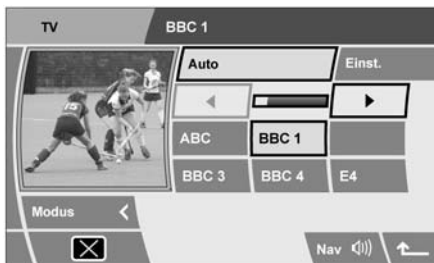 TV BBC 1
Auto Einst.
ABC BBC 1
BBC 3 BBC 4 E4
Modus
Nav